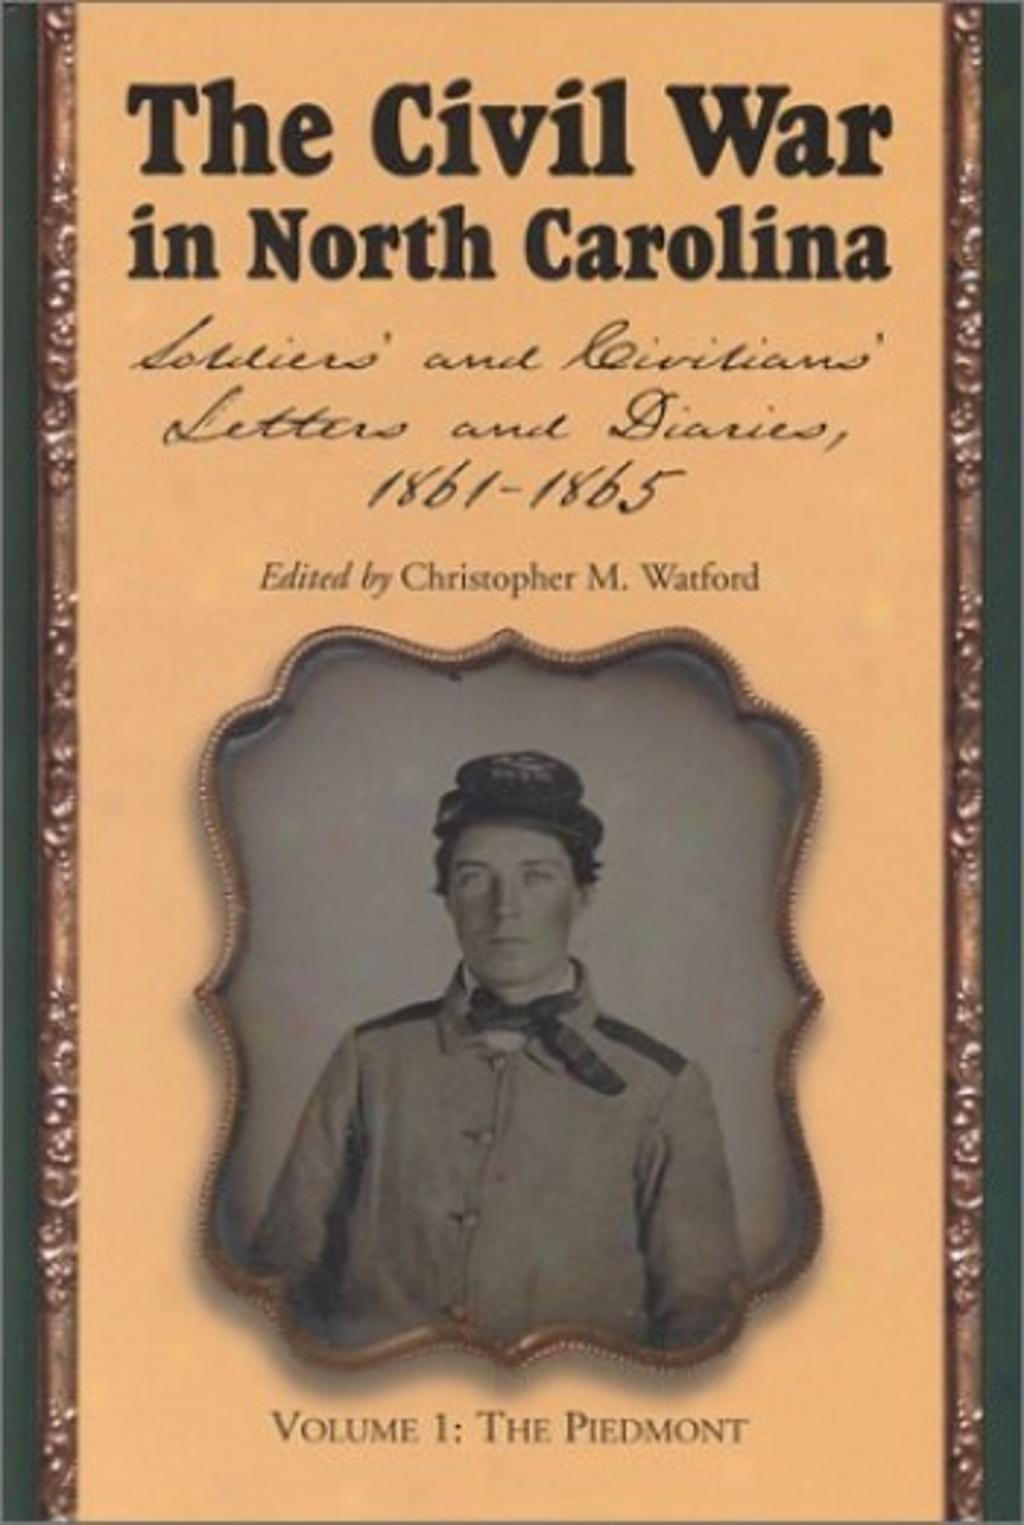 The Civil War
in North Carolina
Soldiers' and Civilians'
Letters and Diaries,
1861-1865
Edited by Christopher M. Watford
VOLUME 1: THE PIEDMONT